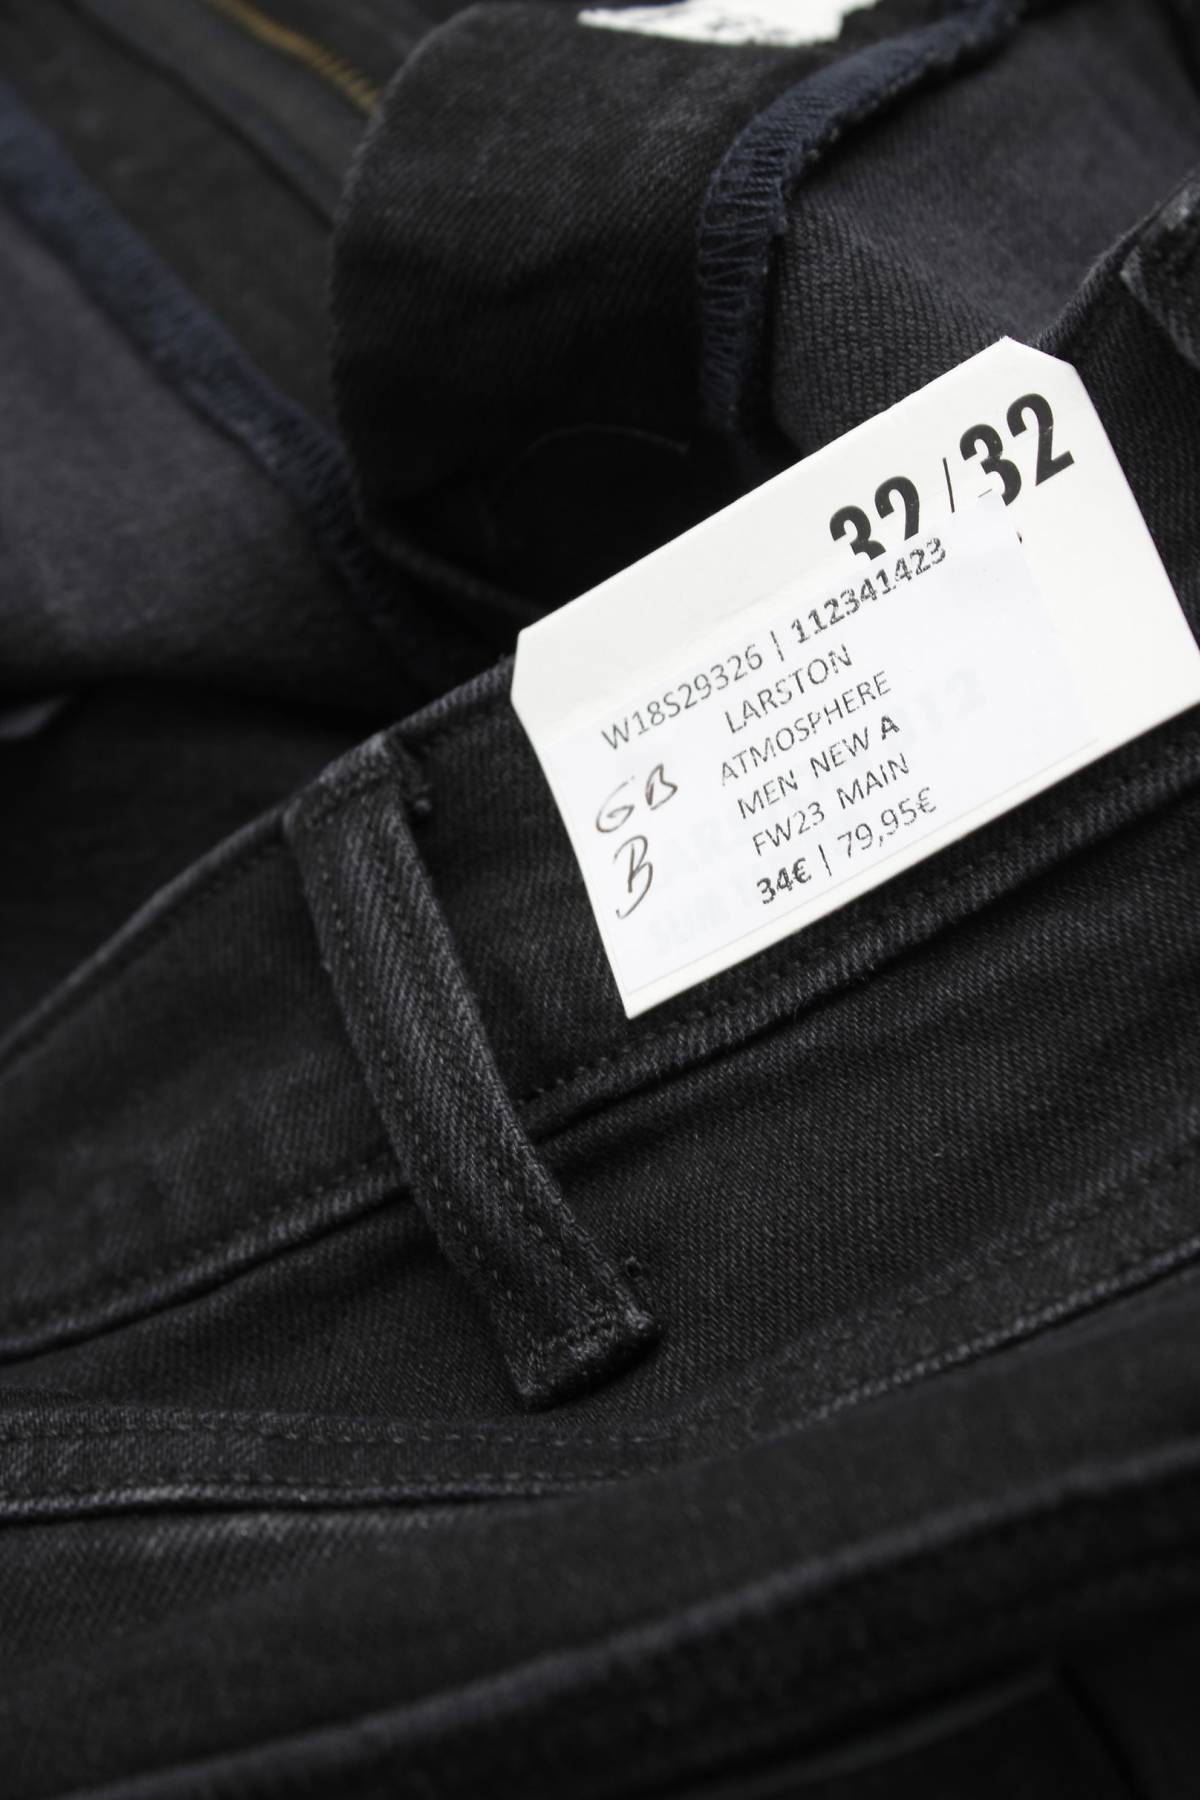 32 / 32
W18S29326 | 112341423
LARSTON
ATMOSPHERE
MEN NEW A
FW23 MAIN
34€ | 79,95€
GB
B